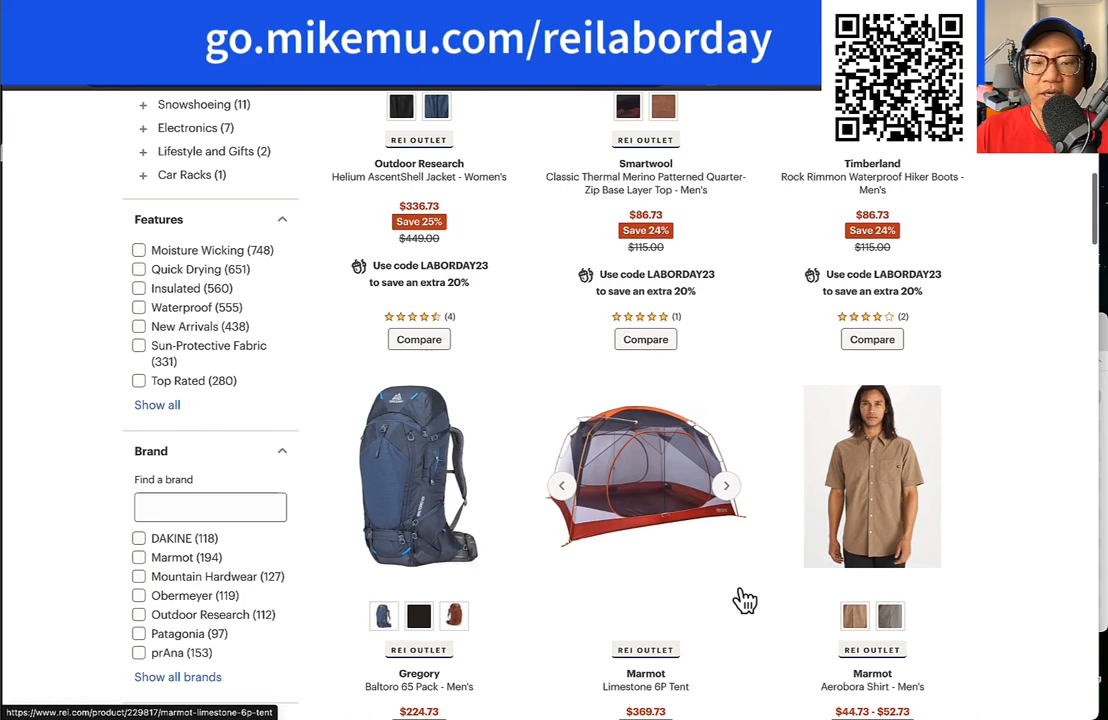 go.mikemu.com/reilaborday
+ Snowshoeing (11)
+ Electronics (7)
+ Lifestyle and Gifts (2)
+ Car Racks (1)
Features
Moisture Wicking (748)
Quick Drying (651)
Insulated (560)
Waterproof (555)
New Arrivals (438)
Sun-Protective Fabric
(331)
Top Rated (280)
Show all
Brand
Find a brand
DAKINE (118)
Marmot (194)
Mountain Hardwear (127)
Obermeyer (119)
Outdoor Research (112)
Patagonia (97)
prAna (153)
Show all brands
REI OUTLET
Outdoor Research
Helium AscentShell Jacket - Women's
$336.73
Save 25%
$449.00
Use code LABORDAY23
to save an extra 20%
(4)
Compare
REI OUTLET
Smartwool
Classic Thermal Merino Patterned Quarter-
Zip Base Layer Top - Men's
$86.73
Save 24%
$115.00
Use code LABORDAY23
to save an extra 20%
(1)
Compare
REI OUTLET
Timberland
Rock Rimmon Waterproof Hiker Boots -
Men's
$86.73
Save 24%
$115.00
Use code LABORDAY23
to save an extra 20%
(2)
Compare
REI OUTLET
Gregory
Baltoro 65 Pack - Men's
$224.73
REI OUTLET
Marmot
Limestone 6P Tent
$369.73
REI OUTLET
Marmot
Aerobora Shirt - Men's
$44.73 - $52.73
https://www.rei.com/product/229817/marmot-limestone-6p-tent